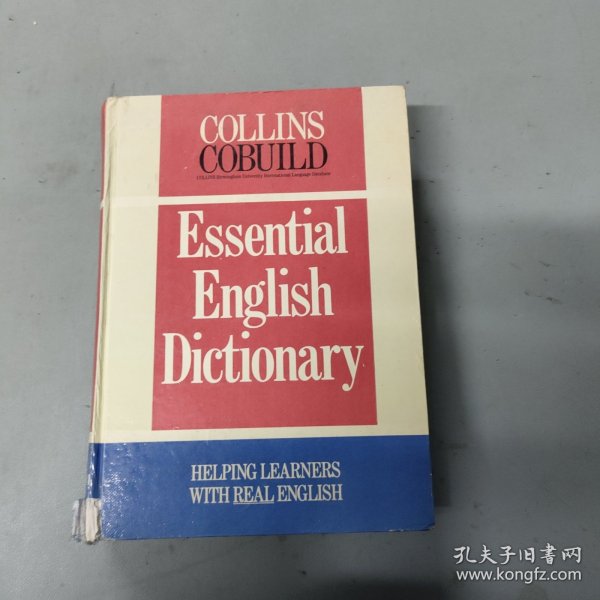 COLLINS
COBUILD
COLLINS Birmingham University International Language Database
Essential
English
Dictionary
HELPING LEARNERS
WITH REAL ENGLISH
孔夫子旧书网
www.kongfz.com